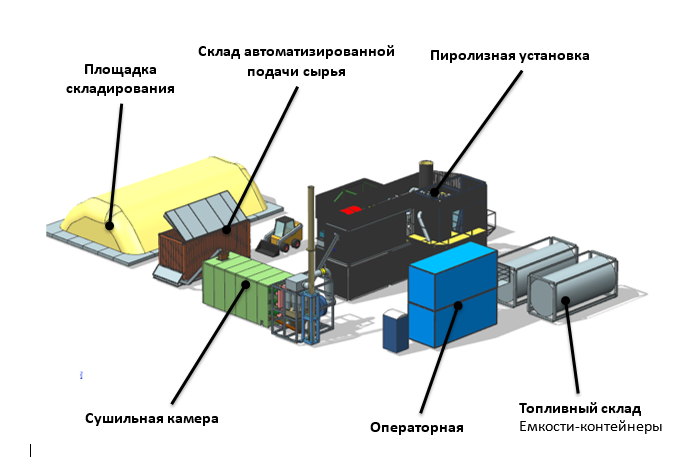 Склад автоматизированной
подачи сырья
Пиролизная установка
Площадка
складирования
Сушильная камера
Операторная
Топливный склад
Емкости-контейнеры